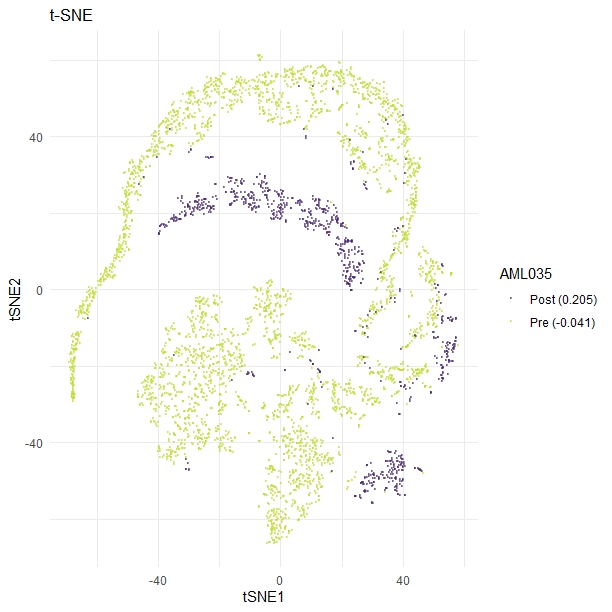 t-SNE
40
0
-40
tSNE2
-40
0
40
tSNE1
AML035
Post (0.205)
Pre (-0.041)